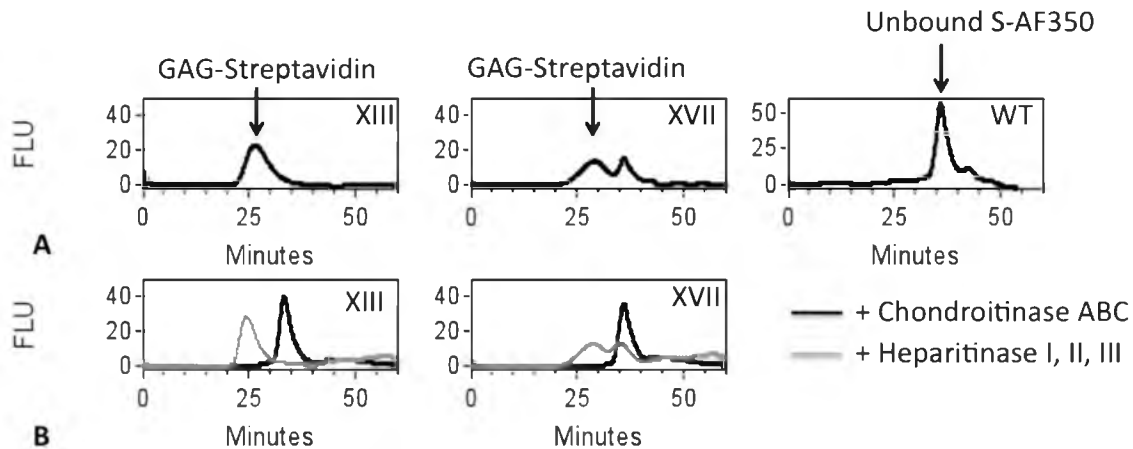 Unbound S-AF350
GAG-Streptavidin
GAG-Streptavidin
FLU
40
20
0
XIII
0
25
50
Minutes
40
20
0
XVII
0
25
50
Minutes
50
25
0
WT
0
25
50
Minutes
A
FLU
40
20
0
XIII
0
25
50
Minutes
40
20
0
XVII
0
25
50
Minutes
+ Chondroitinase ABC
+ Heparitinase I, II, III
B